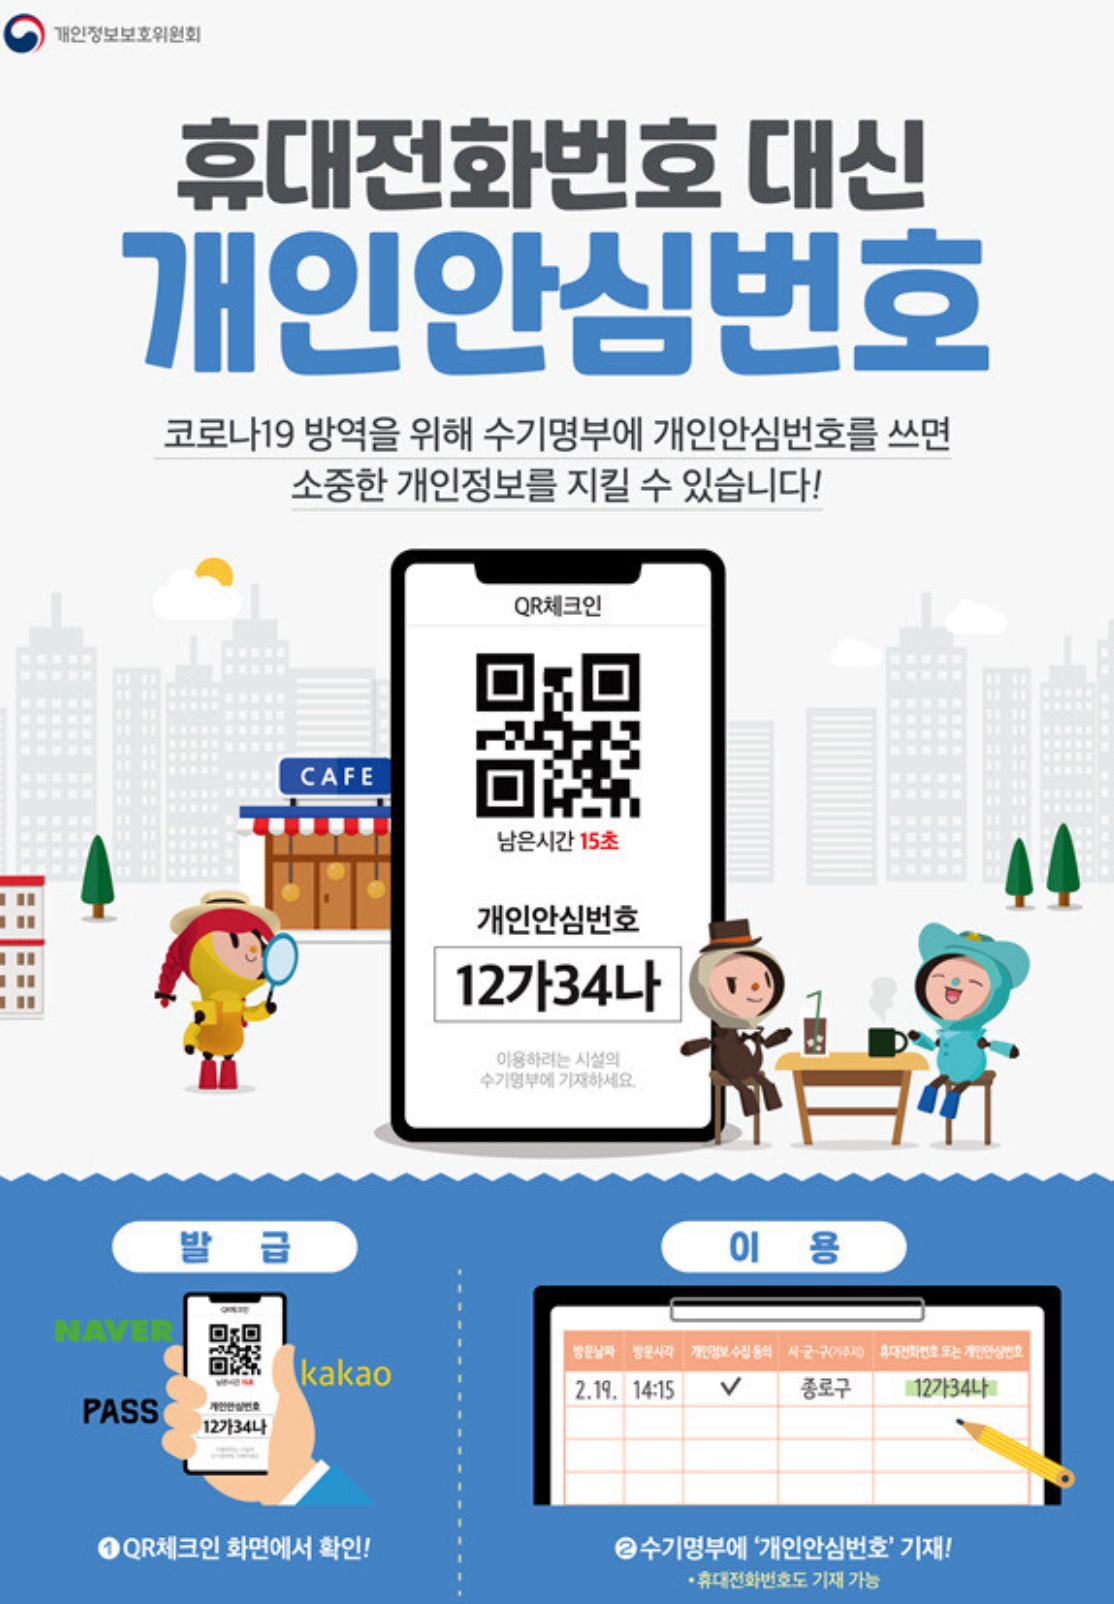 개인정보보호위원회
휴대전화번호 대신
개인안심번호
코로나19 방역을 위해 수기명부에 개인안심번호를 쓰면
소중한 개인정보를 지킬 수 있습니다!
QR체크인
남은시간 15초
개인안심번호
12가34나
이용하려는 시설의
수기명부에 기재하세요.
CAFE
발 급
NAVER
PASS
kakao
QR체크인
남은시간 15초
개인안심번호
12가34나
❶ QR체크인 화면에서 확인!
이 용
방문날짜 방문시각 개인정보 수집 동의 시·군·구(거주지) 휴대전화번호 또는 개인안심번호
2.19. 14:15 ✓ 종로구 12가34나
❷ 수기명부에 ‘개인안심번호’ 기재!
• 휴대전화번호도 기재 가능